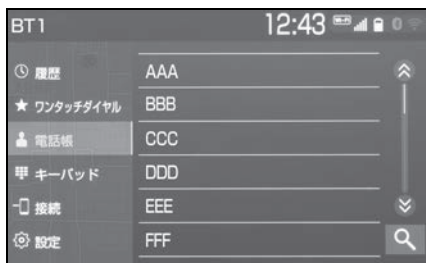 BT1 12:43
履歴
ワンタッチダイヤル
電話帳
キーパッド
接続
設定
AAA
BBB
CCC
DDD
EEE
FFF